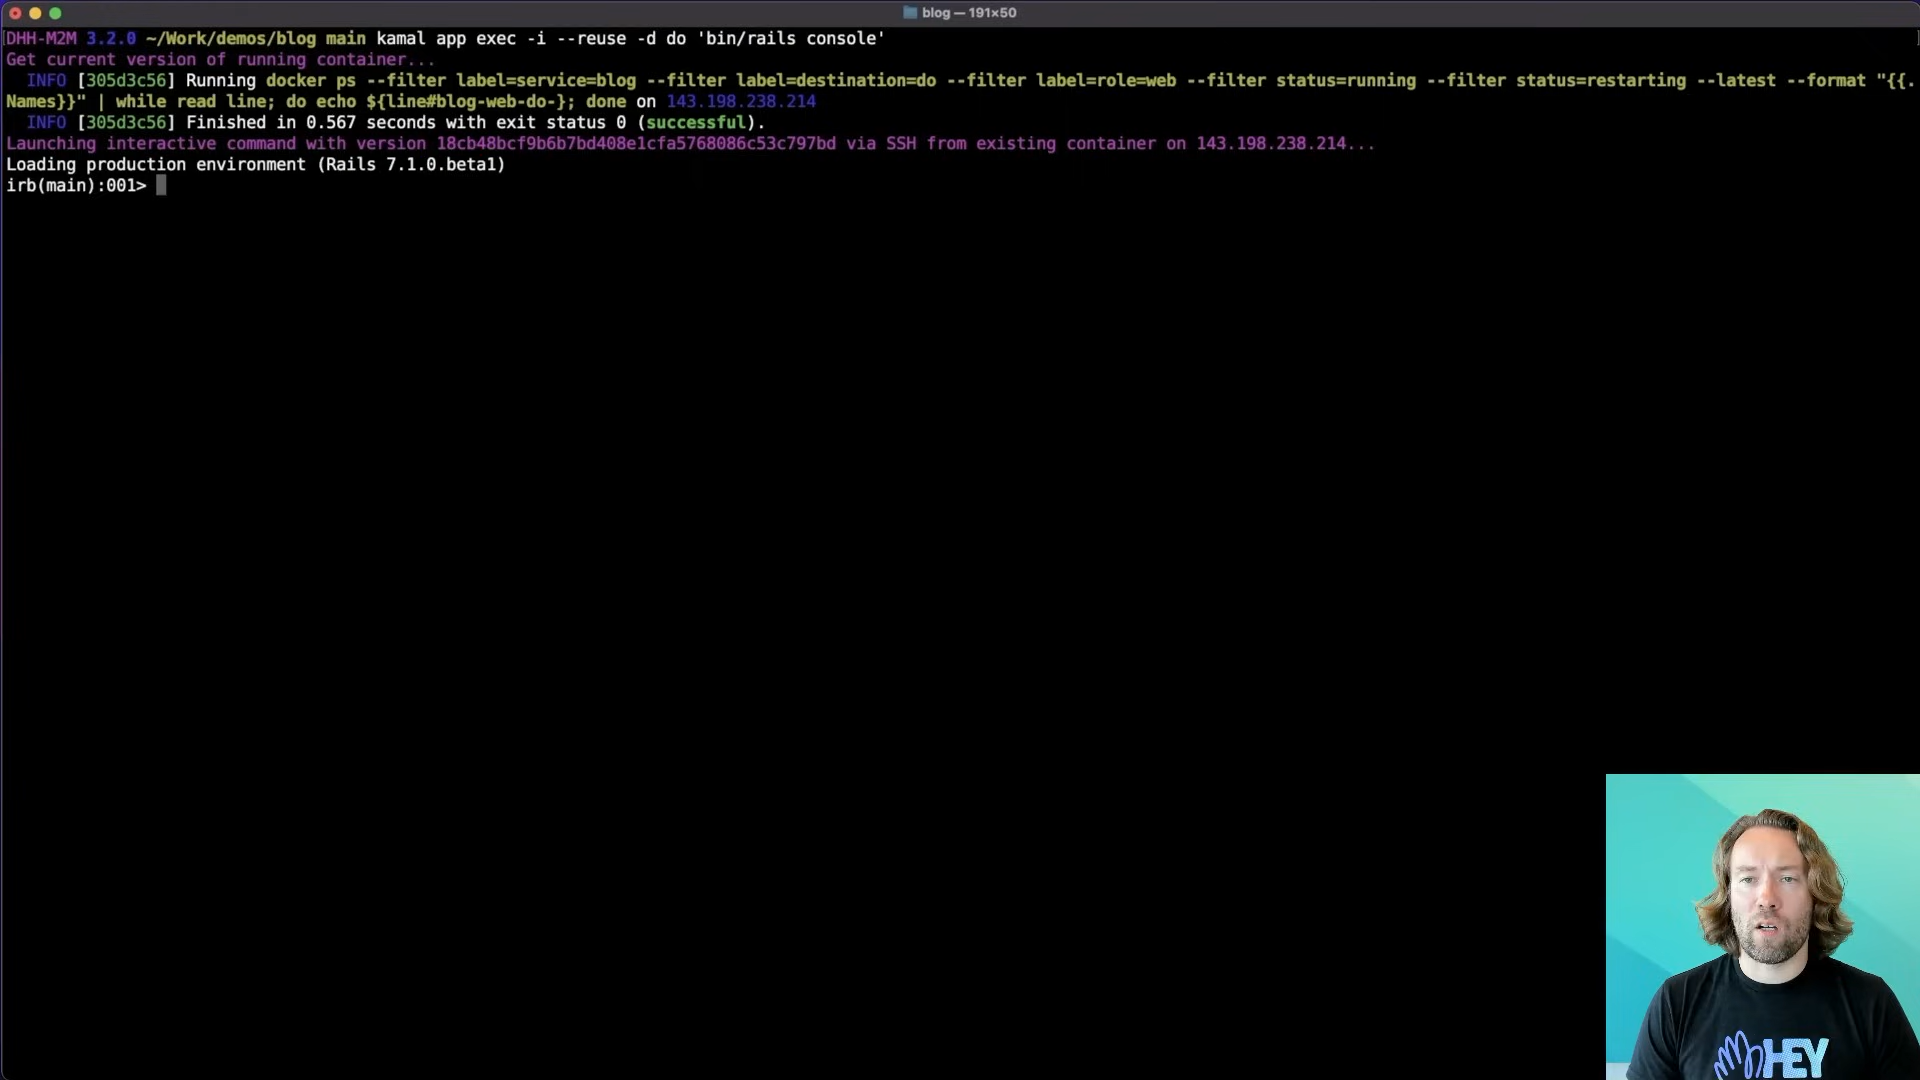 blog — 191×50
DHH-M2M 3.2.0 ~/Work/demos/blog main kamal app exec -i --reuse -d do 'bin/rails console'
Get current version of running container...
INFO [305d3c56] Running docker ps --filter label=service=blog --filter label=destination=do --filter label=role=web --filter status=running --filter status=restarting --latest --format "{{.
Names}}" | while read line; do echo ${line#blog-web-do-}; done on 143.198.238.214
INFO [305d3c56] Finished in 0.567 seconds with exit status 0 (successful).
Launching interactive command with version 18cb48bcf9b6b7bd408e1cfa5768086c53c797bd via SSH from existing container on 143.198.238.214...
Loading production environment (Rails 7.1.0.beta1)
irb(main):001>
HEY